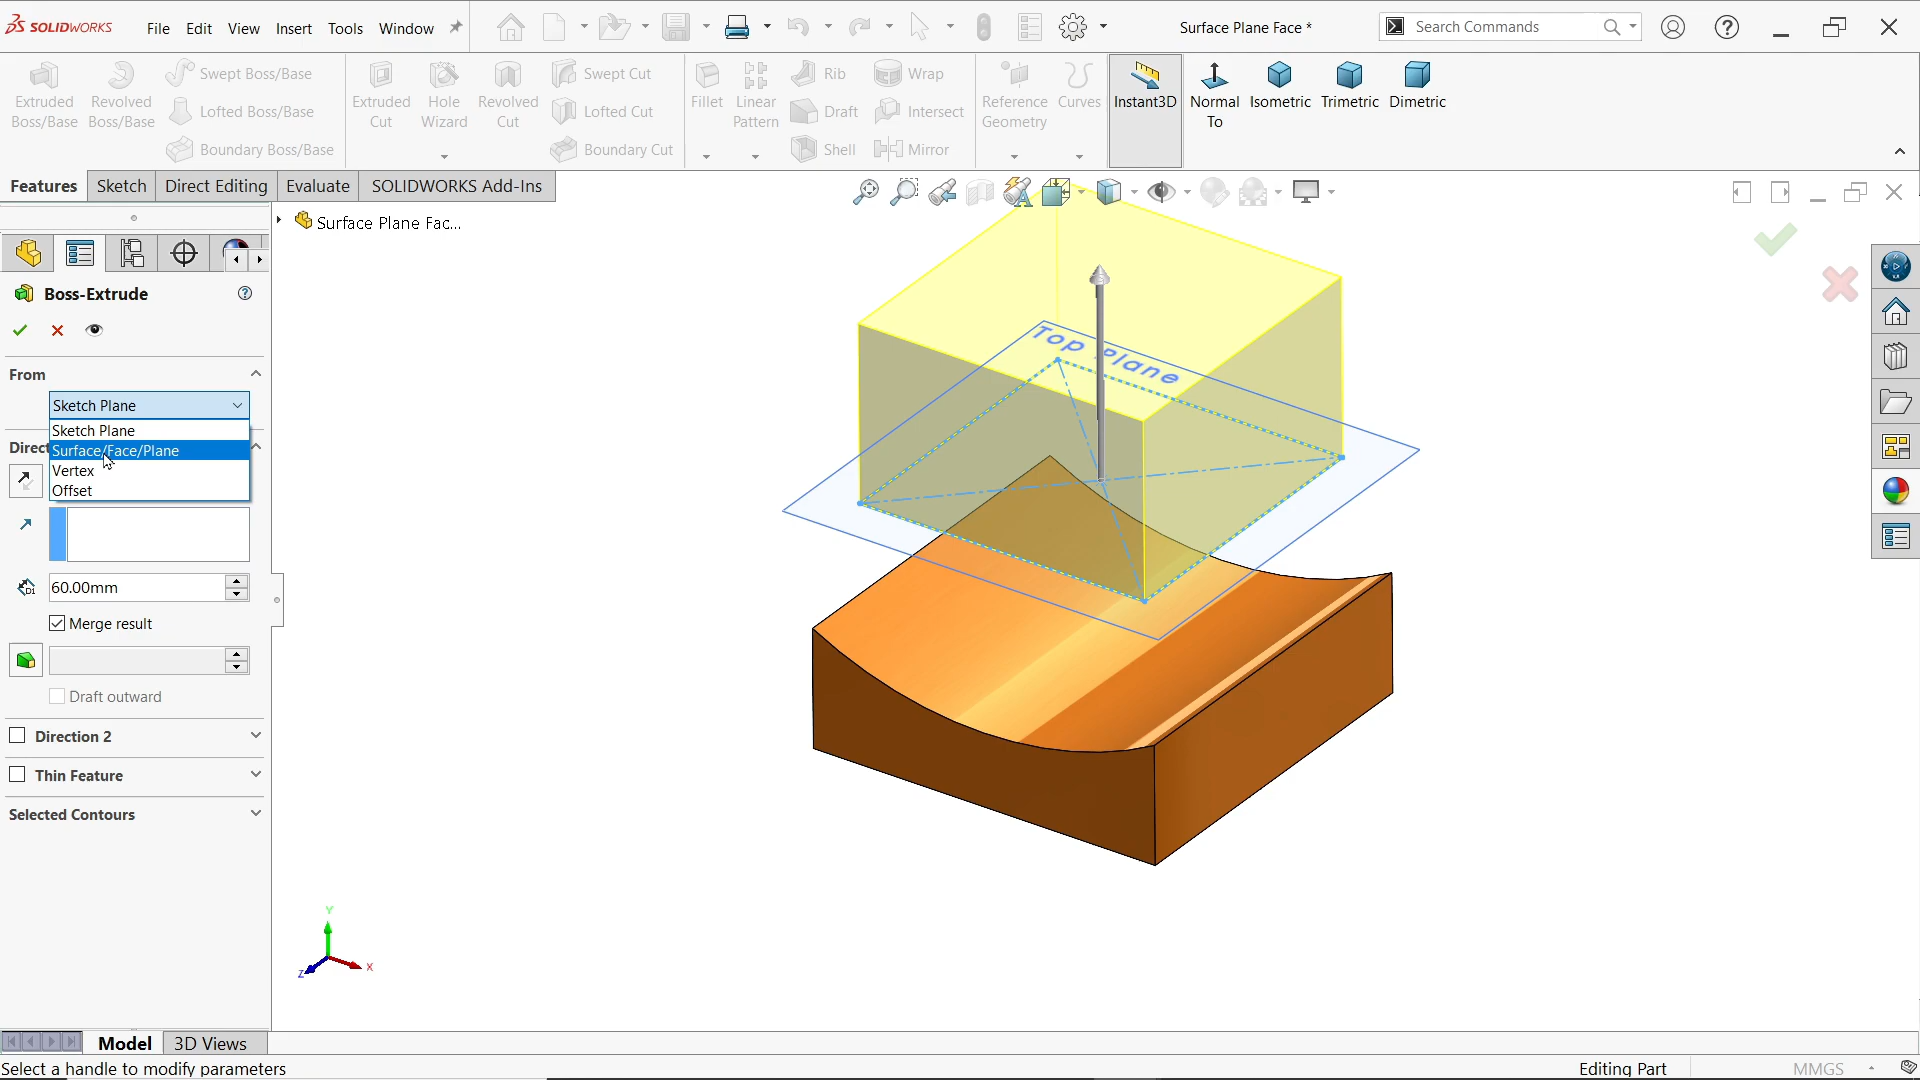 SOLIDWORKS File Edit View Insert Tools Window Surface Plane Face * Search Commands
Extruded Boss/Base
Revolved Boss/Base
Swept Boss/Base
Lofted Boss/Base
Boundary Boss/Base
Extruded Cut
Hole Wizard
Revolved Cut
Swept Cut
Lofted Cut
Boundary Cut
Fillet
Linear Pattern
Rib
Draft
Shell
Wrap
Intersect
Mirror
Reference Geometry
Curves
Instant3D
Normal To
Isometric
Trimetric
Dimetric
Features Sketch Direct Editing Evaluate SOLIDWORKS Add-Ins
Surface Plane Fac...
Boss-Extrude
From
Sketch Plane
Sketch Plane
Direct
Surface/Face/Plane
Vertex
Offset
60.00mm
Merge result
Draft outward
Direction 2
Thin Feature
Selected Contours
Top Plane
Y
X
Z
Model 3D Views
Select a handle to modify parameters
Editing Part
MMGS